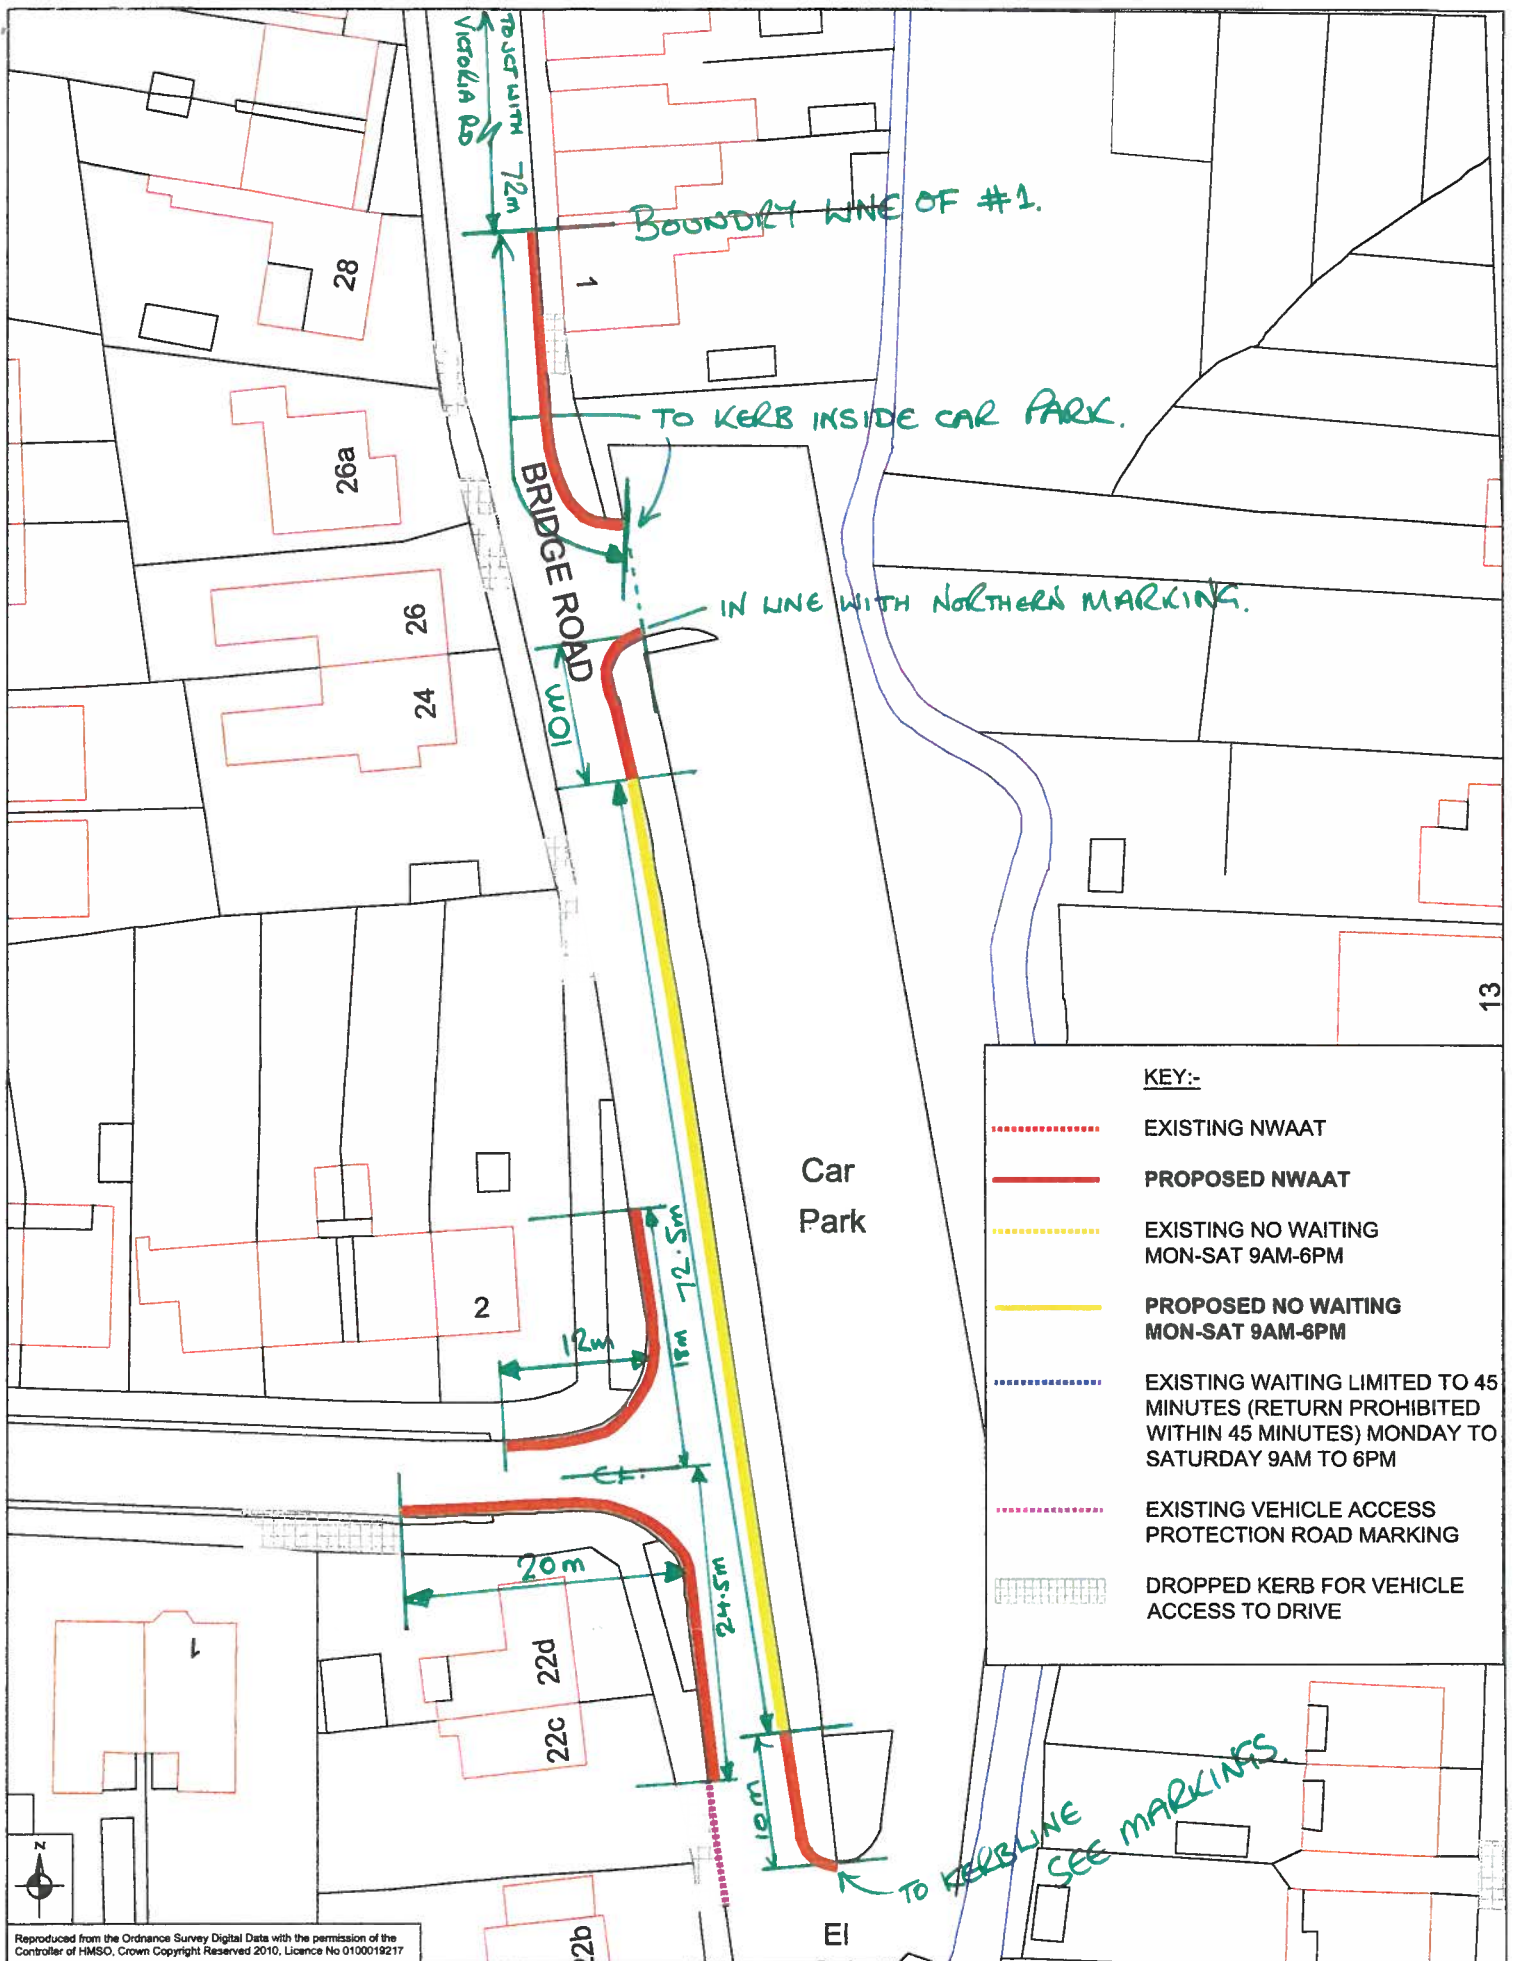 TO JCT WITH
VICTORIA RD
72m
BOUNDRY LINE OF #1.
1
28
TO KERB INSIDE CAR PARK.
26a
BRIDGE ROAD
IN LINE WITH NORTHERN MARKING.
26
24
10m
13
Car
Park
72.5m
18m
2
12m
20m
24.5m
1
22d
22c
10m
TO KERBLINE
SEE MARKINGS.
22b
El
N
KEY:-
EXISTING NWAAT
PROPOSED NWAAT
EXISTING NO WAITING
MON-SAT 9AM-6PM
PROPOSED NO WAITING
MON-SAT 9AM-6PM
EXISTING WAITING LIMITED TO 45
MINUTES (RETURN PROHIBITED
WITHIN 45 MINUTES) MONDAY TO
SATURDAY 9AM TO 6PM
EXISTING VEHICLE ACCESS
PROTECTION ROAD MARKING
DROPPED KERB FOR VEHICLE
ACCESS TO DRIVE
Reproduced from the Ordnance Survey Digital Data with the permission of the
Controller of HMSO, Crown Copyright Reserved 2010, Licence No 0100019217